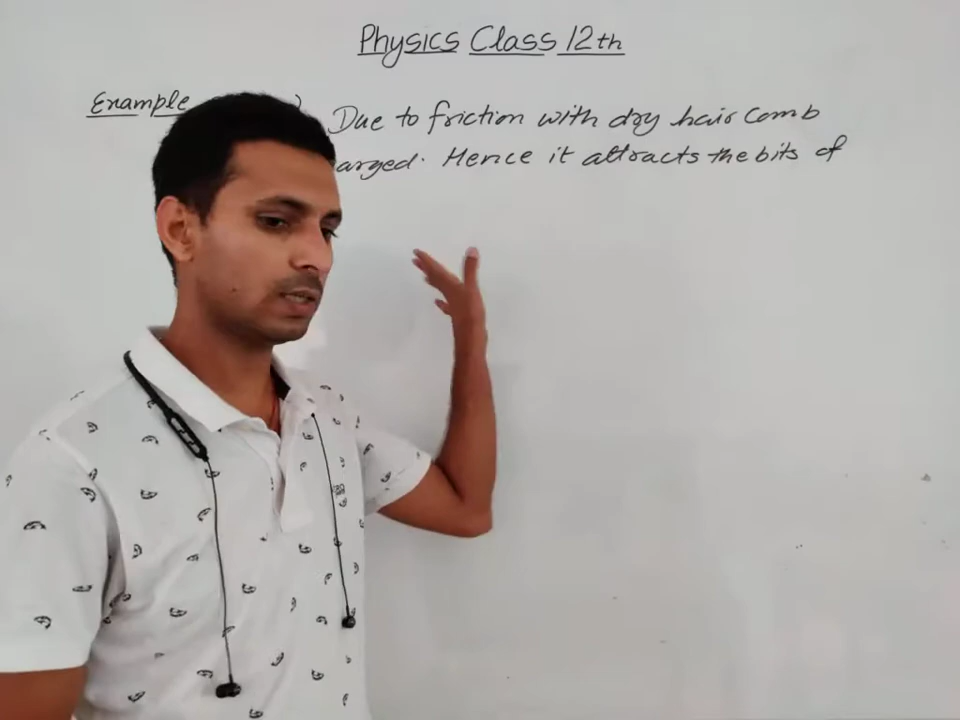 Physics Class 12th
Example
Due to friction with dry hair comb
arged. Hence it attracts the bits of